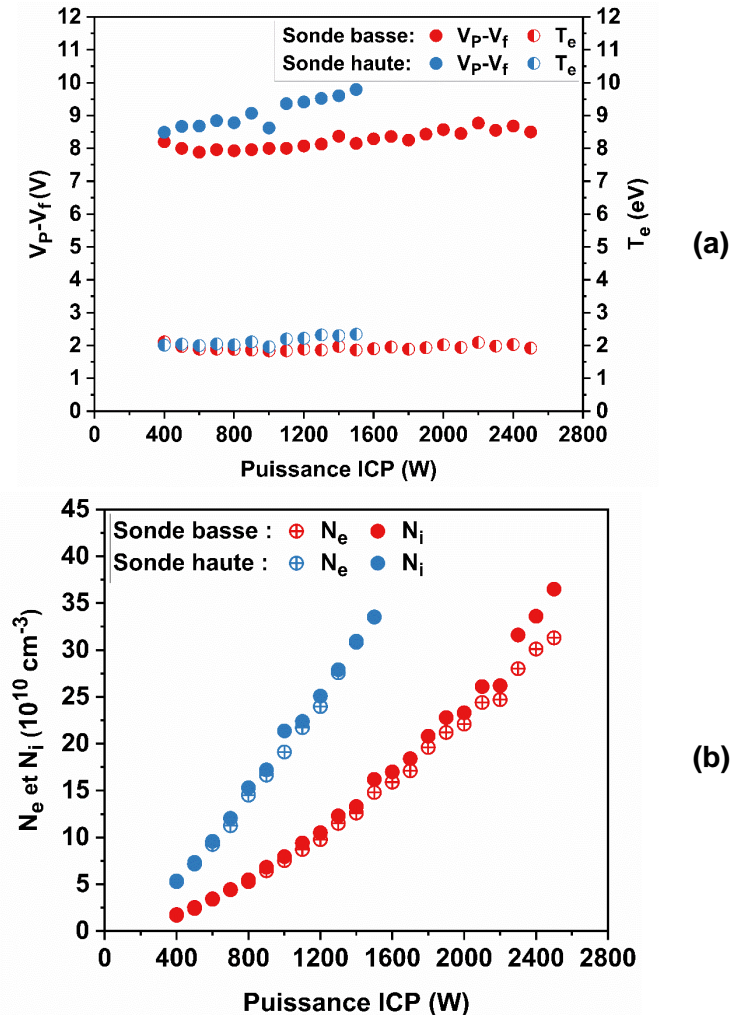 Sonde basse: V_P-V_f T_e
Sonde haute: V_P-V_f T_e
12
11
10
9
8
7
6
5
4
3
2
1
0
V_P-V_f (V)
12
11
10
9
8
7
6
5
4
3
2
1
0
T_e (eV)
0 400 800 1200 1600 2000 2400 2800
Puissance ICP (W)
(a)
Sonde basse : N_e N_i
Sonde haute : N_e N_i
45
40
35
30
25
20
15
10
5
0
N_e et N_i (10^10 cm^-3)
400 800 1200 1600 2000 2400 2800
Puissance ICP (W)
(b)